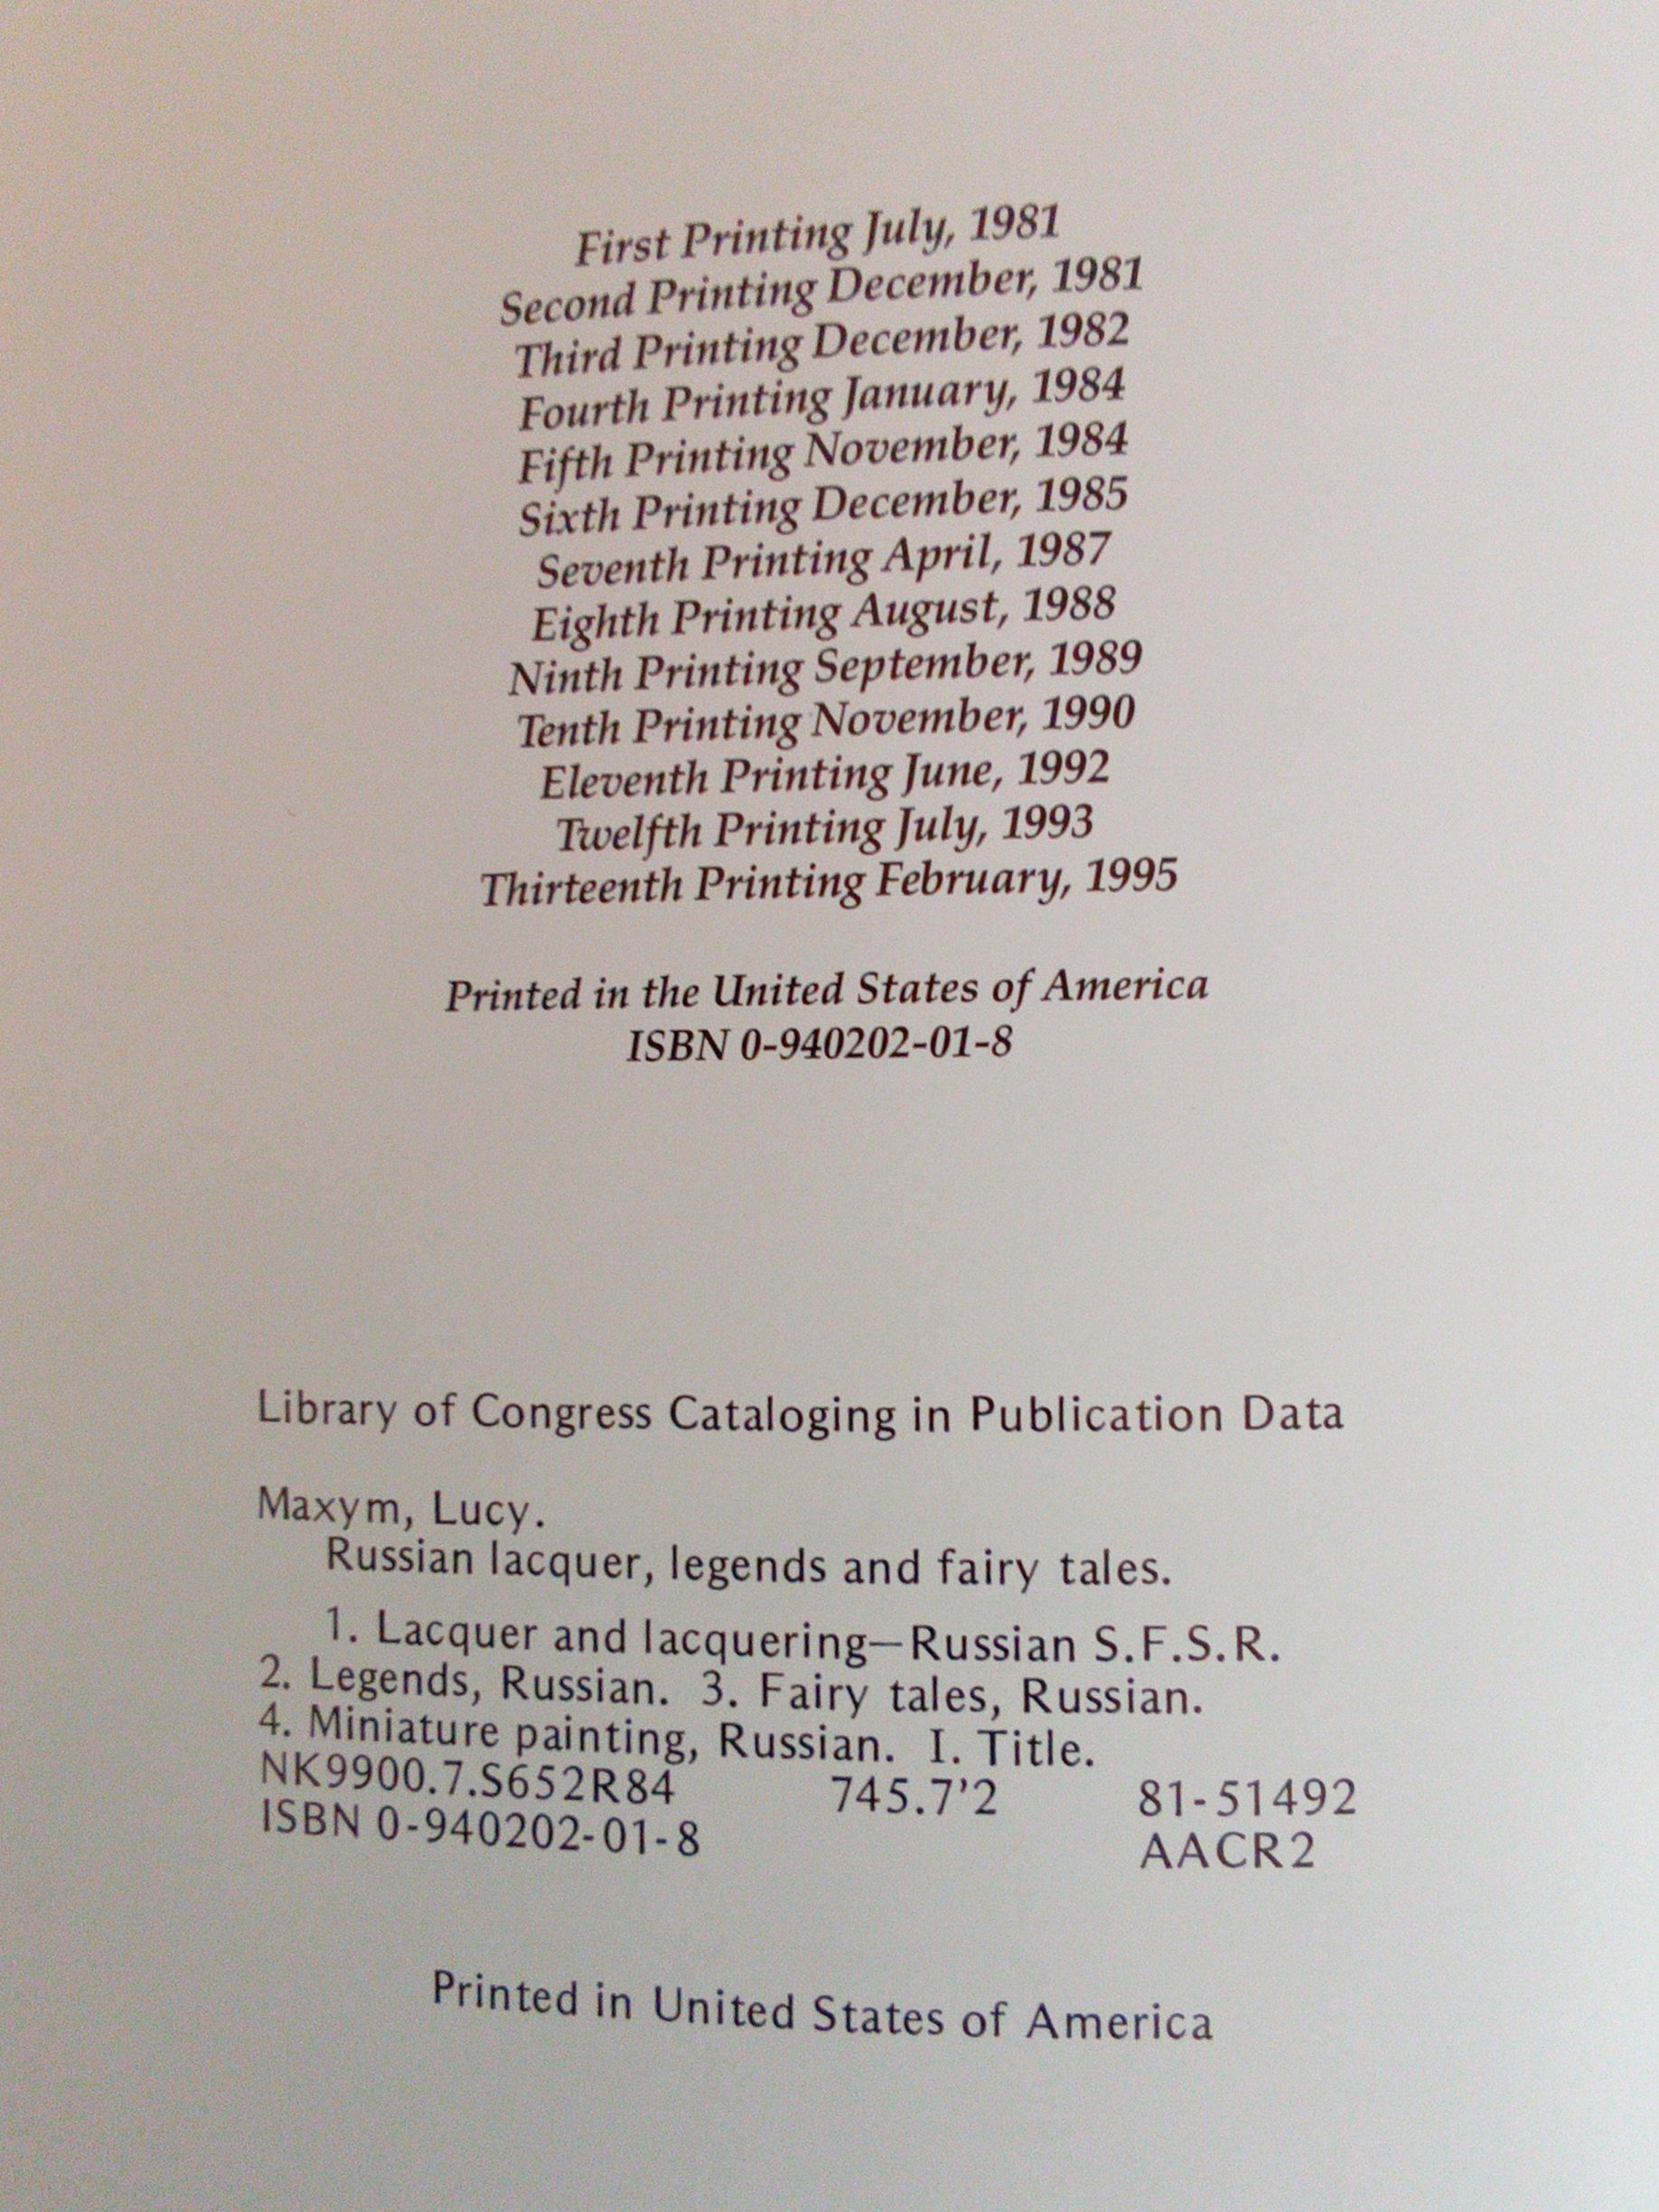 First Printing July, 1981
Second Printing December, 1981
Third Printing December, 1982
Fourth Printing January, 1984
Fifth Printing November, 1984
Sixth Printing December, 1985
Seventh Printing April, 1987
Eighth Printing August, 1988
Ninth Printing September, 1989
Tenth Printing November, 1990
Eleventh Printing June, 1992
Twelfth Printing July, 1993
Thirteenth Printing February, 1995
Printed in the United States of America
ISBN 0-940202-01-8
Library of Congress Cataloging in Publication Data
Maxym, Lucy.
Russian lacquer, legends and fairy tales.
1. Lacquer and lacquering—Russian S.F.S.R.
2. Legends, Russian. 3. Fairy tales, Russian.
4. Miniature painting, Russian. I. Title.
NK9900.7.S652R84 745.7'2 81-51492
ISBN 0-940202-01-8 AACR2
Printed in United States of America